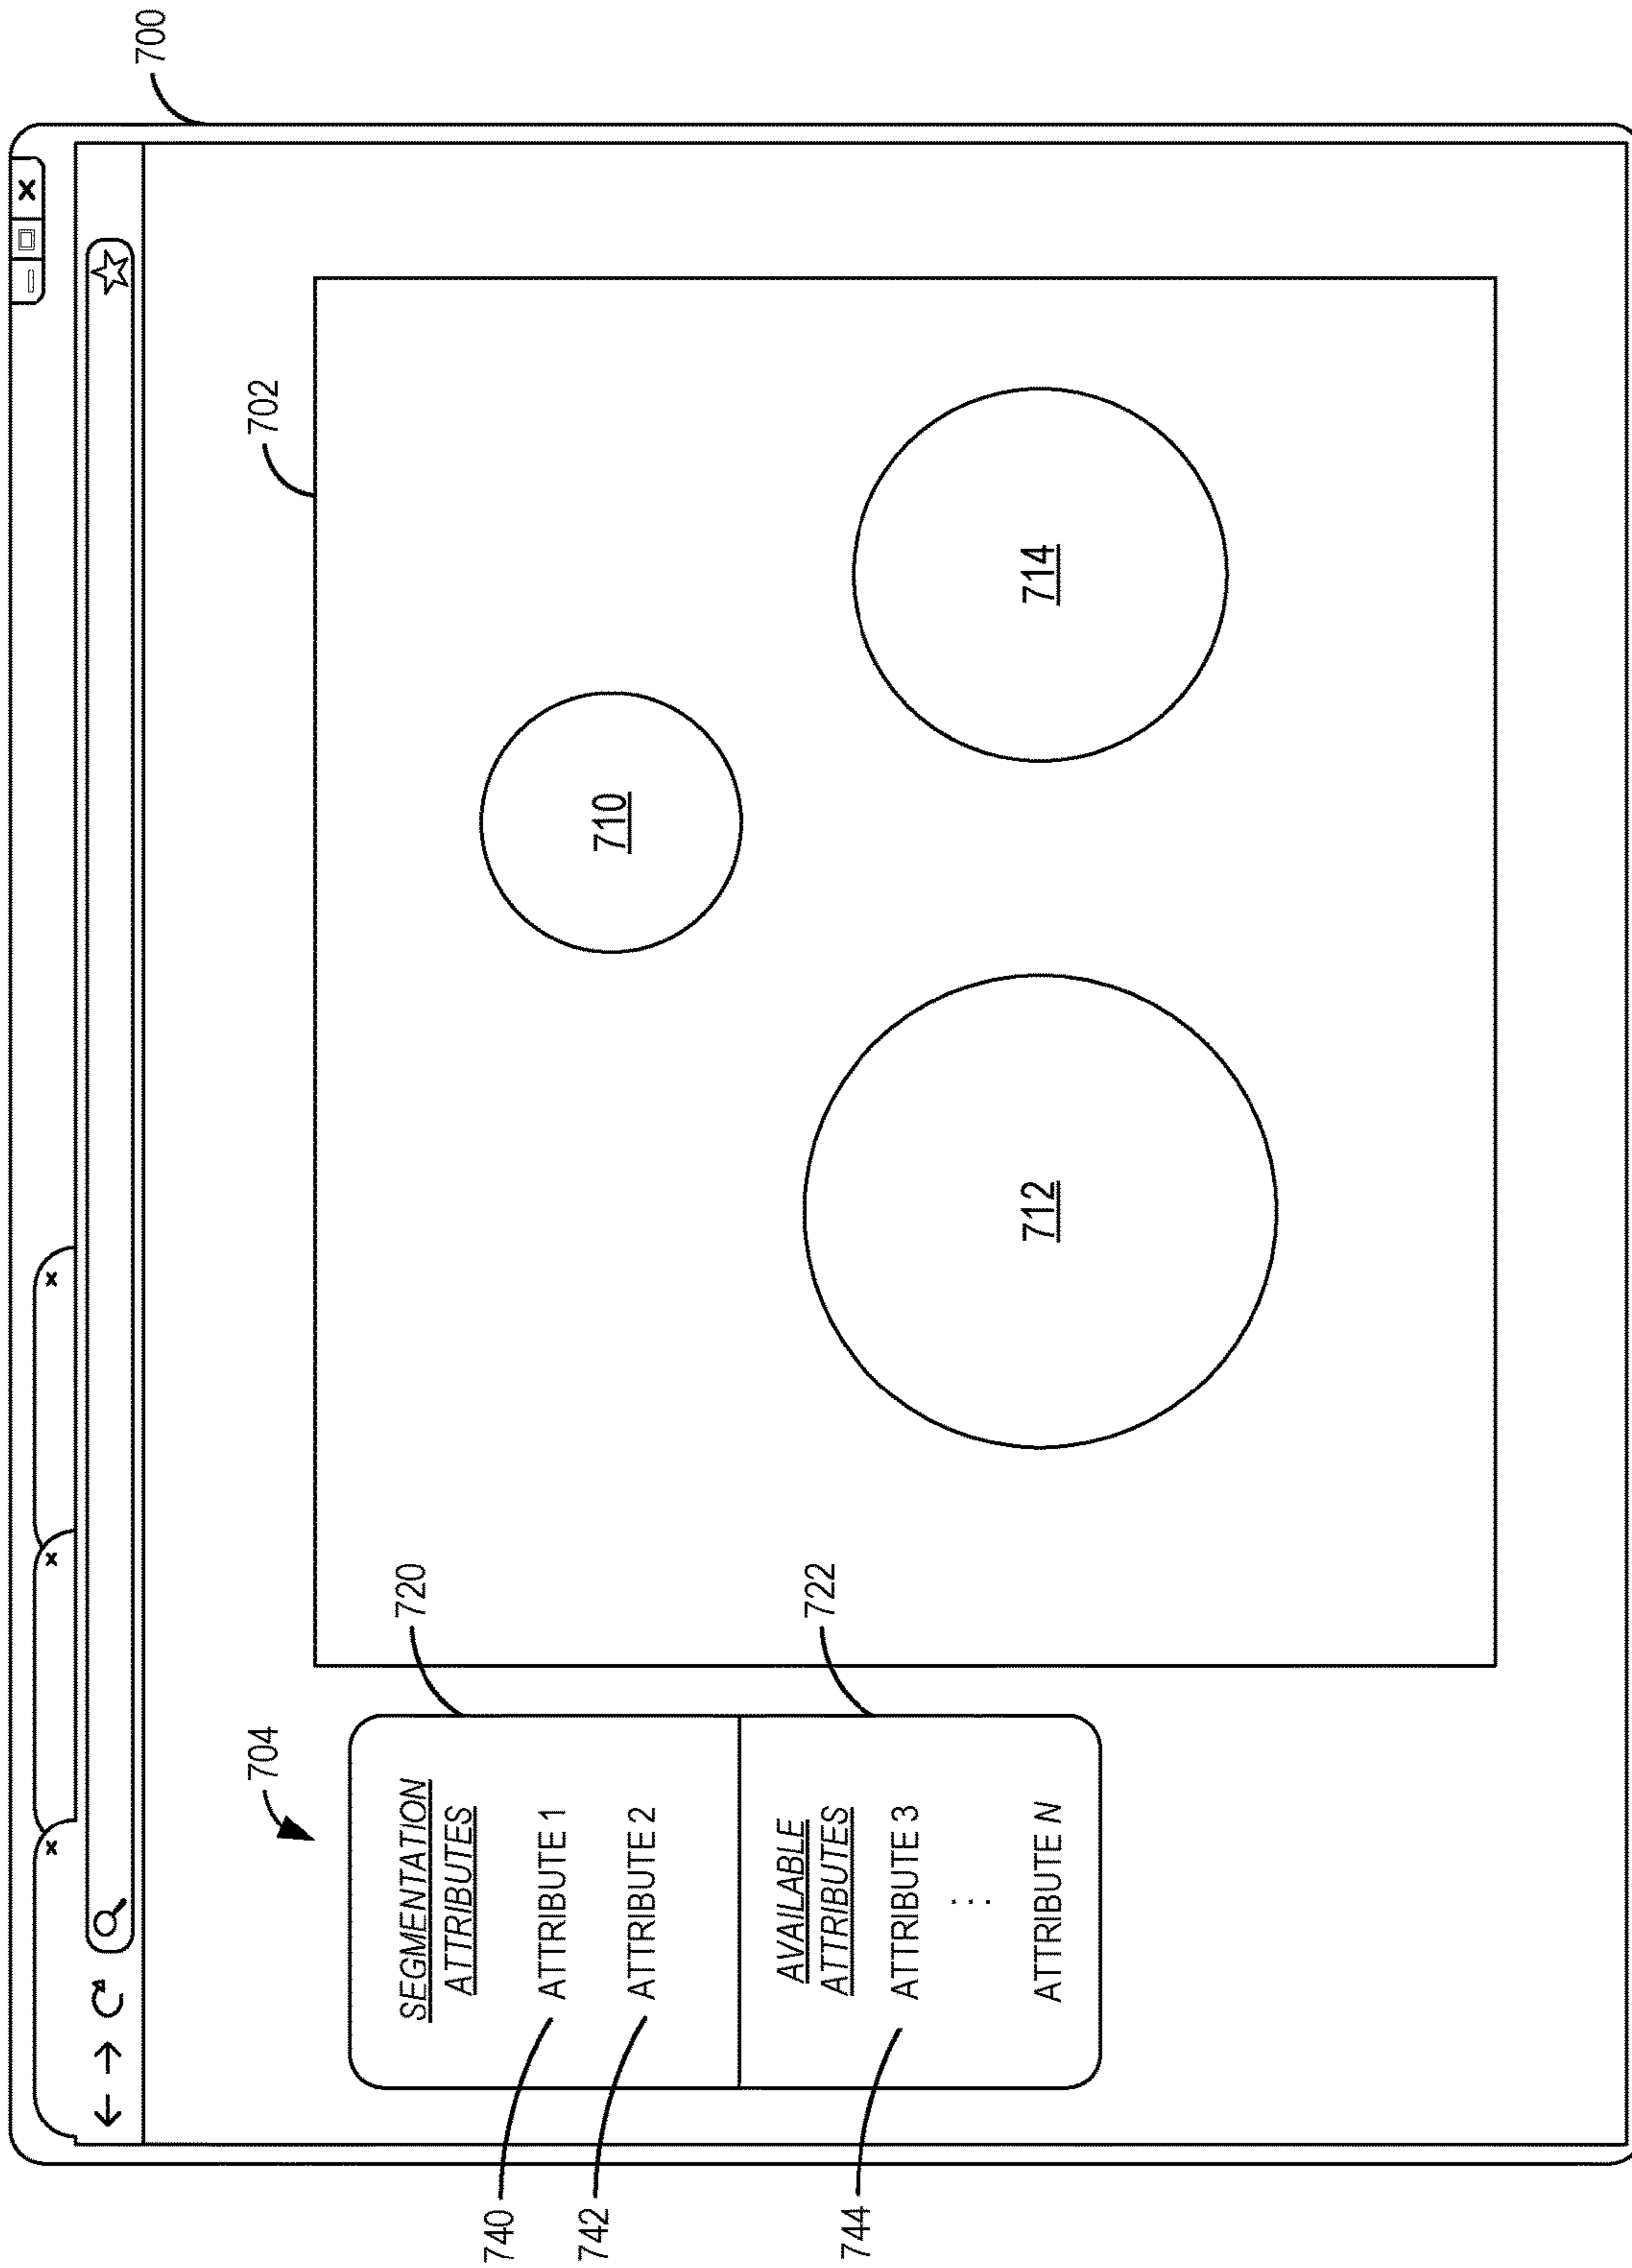 700
702
704
SEGMENTATION
ATTRIBUTES
720
740
ATTRIBUTE 1
742
ATTRIBUTE 2
710
AVAILABLE
ATTRIBUTES
722
744
ATTRIBUTE 3
⋮
ATTRIBUTE N
712
714